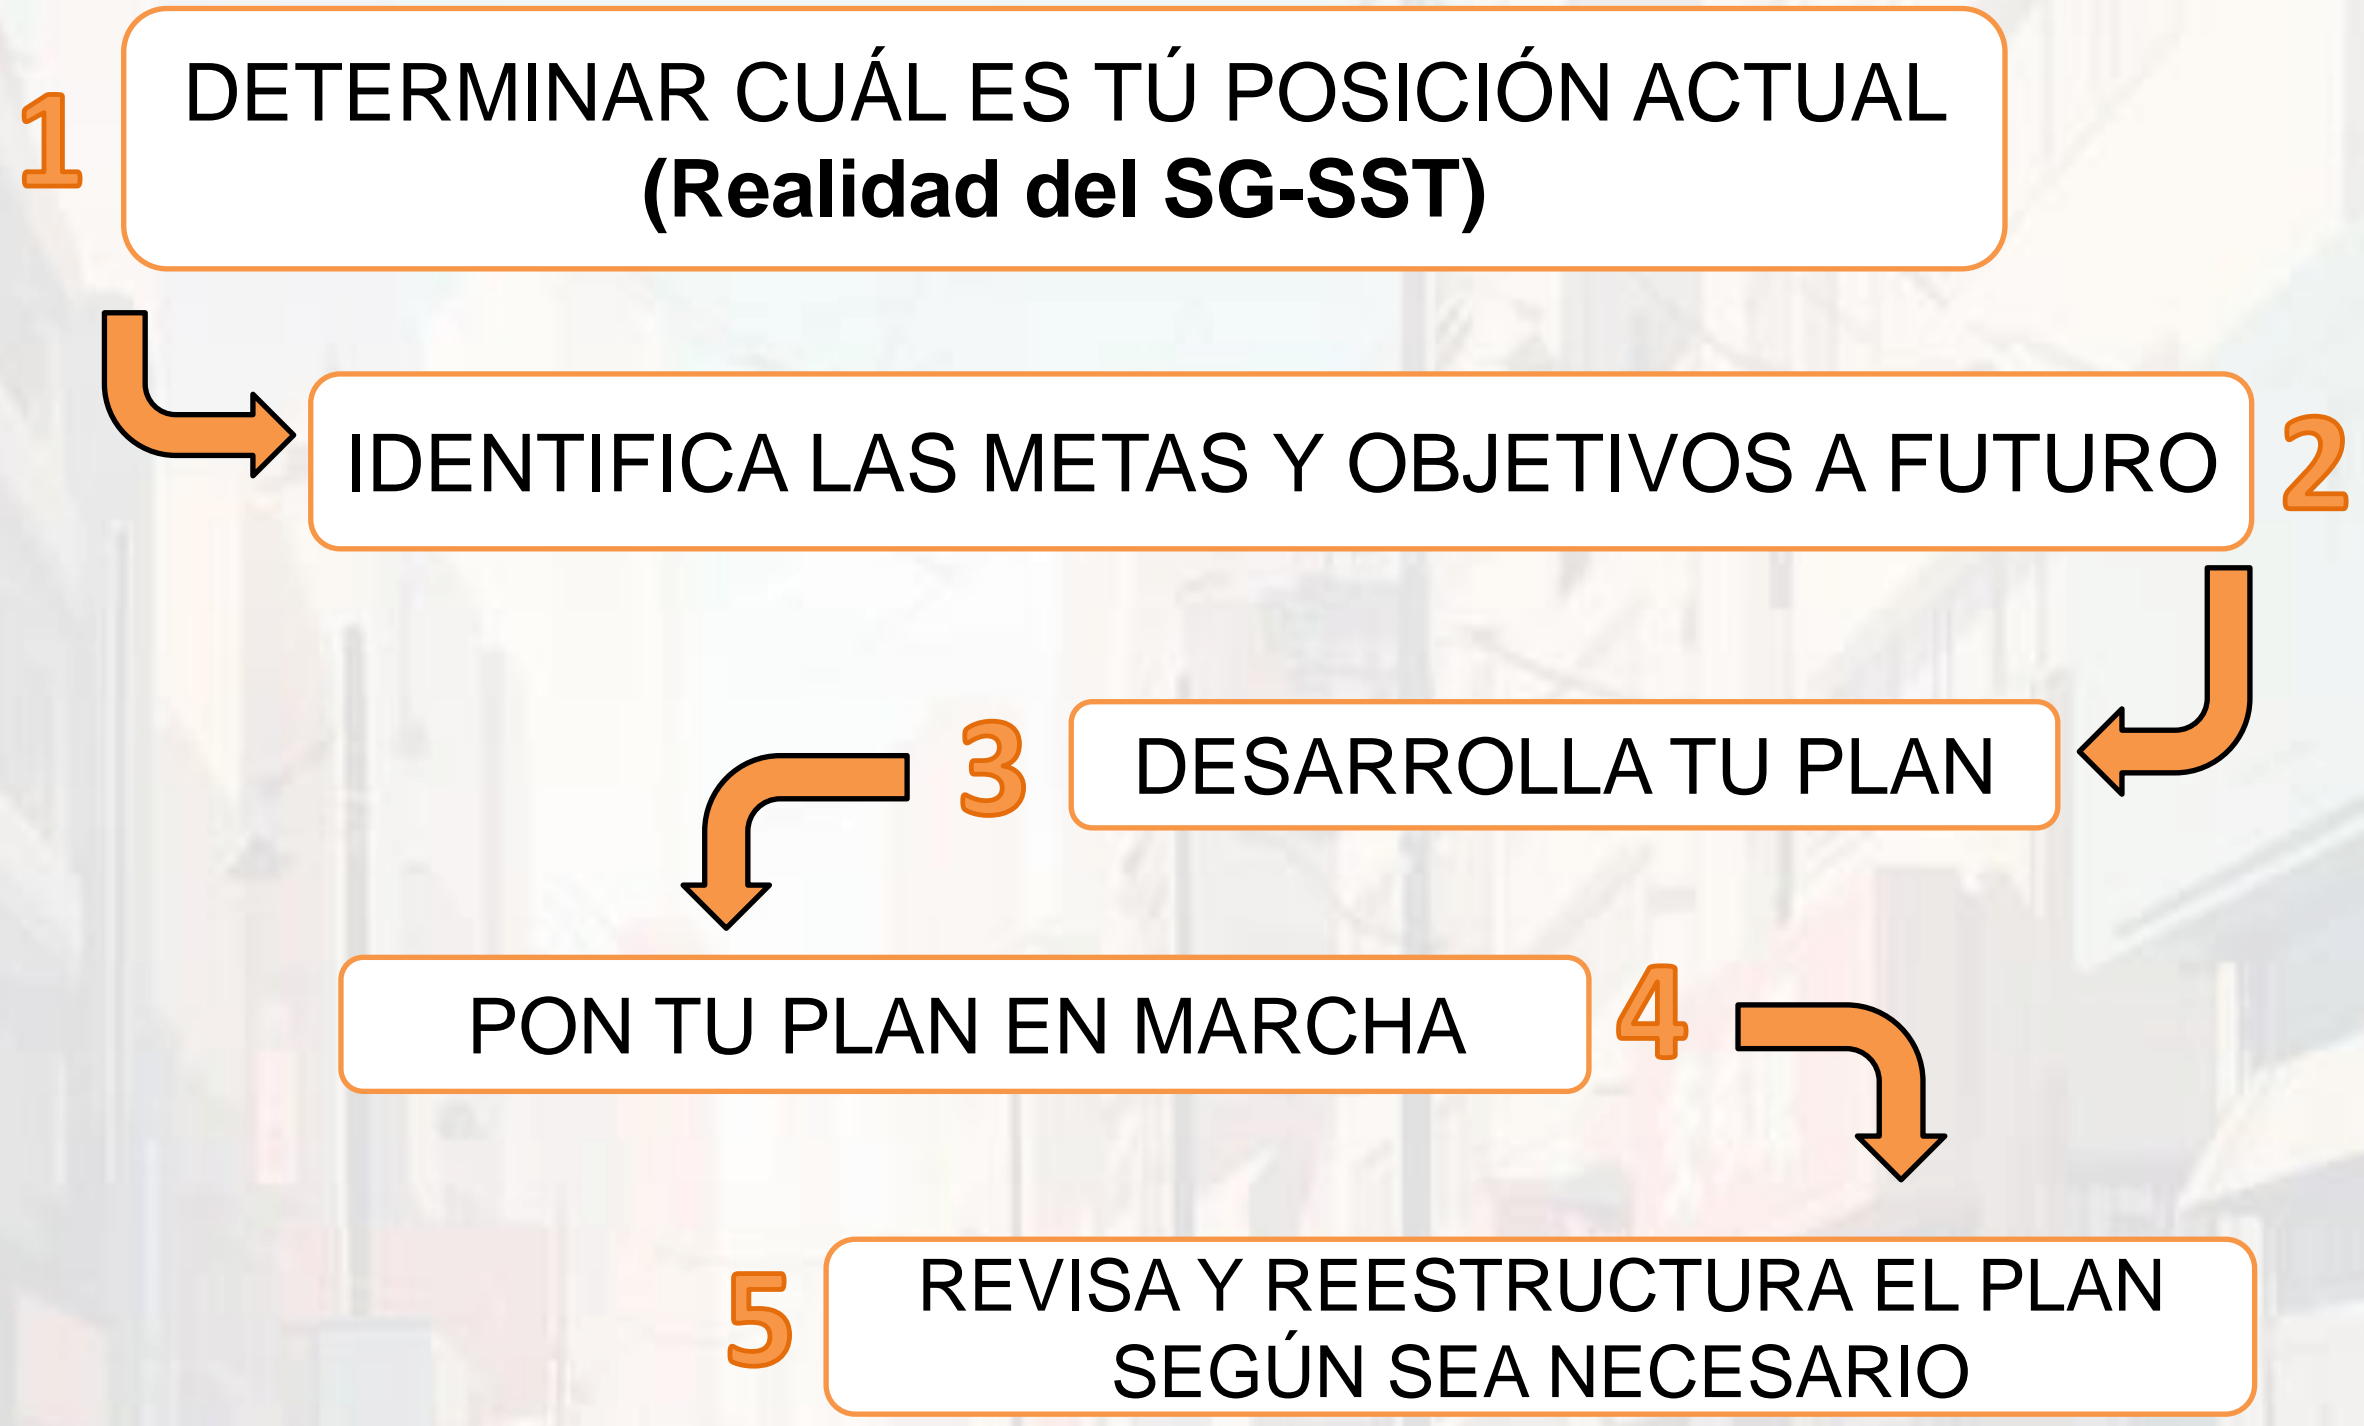 1
DETERMINAR CUÁL ES TÚ POSICIÓN ACTUAL
(Realidad del SG-SST)
IDENTIFICA LAS METAS Y OBJETIVOS A FUTURO
2
3
DESARROLLA TU PLAN
PON TU PLAN EN MARCHA
4
5
REVISA Y REESTRUCTURA EL PLAN
SEGÚN SEA NECESARIO